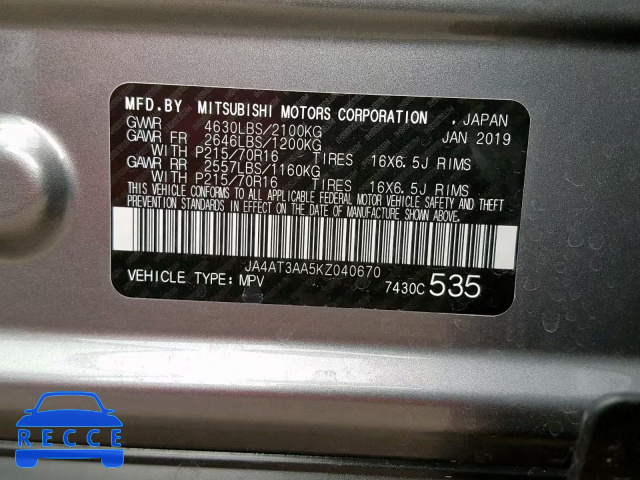 MFD.BY MITSUBISHI MOTORS CORPORATION , JAPAN
GVWR 4630LBS/2100KG JAN 2019
GAWR FR 2646LBS/1200KG
WITH P215/70R16 TIRES 16X6.5J RIMS
GAWR RR 2557LBS/1160KG
WITH P215/70R16 TIRES 16X6.5J RIMS
THIS VEHICLE CONFORMS TO ALL APPLICABLE FEDERAL MOTOR VEHICLE SAFETY AND THEFT
PREVENTION STANDARDS IN EFFECT ON THE DATE OF MANUFACTURE SHOWN ABOVE.
JA4AT3AA5KZ040670
VEHICLE TYPE: MPV 7430C 535
RECCE